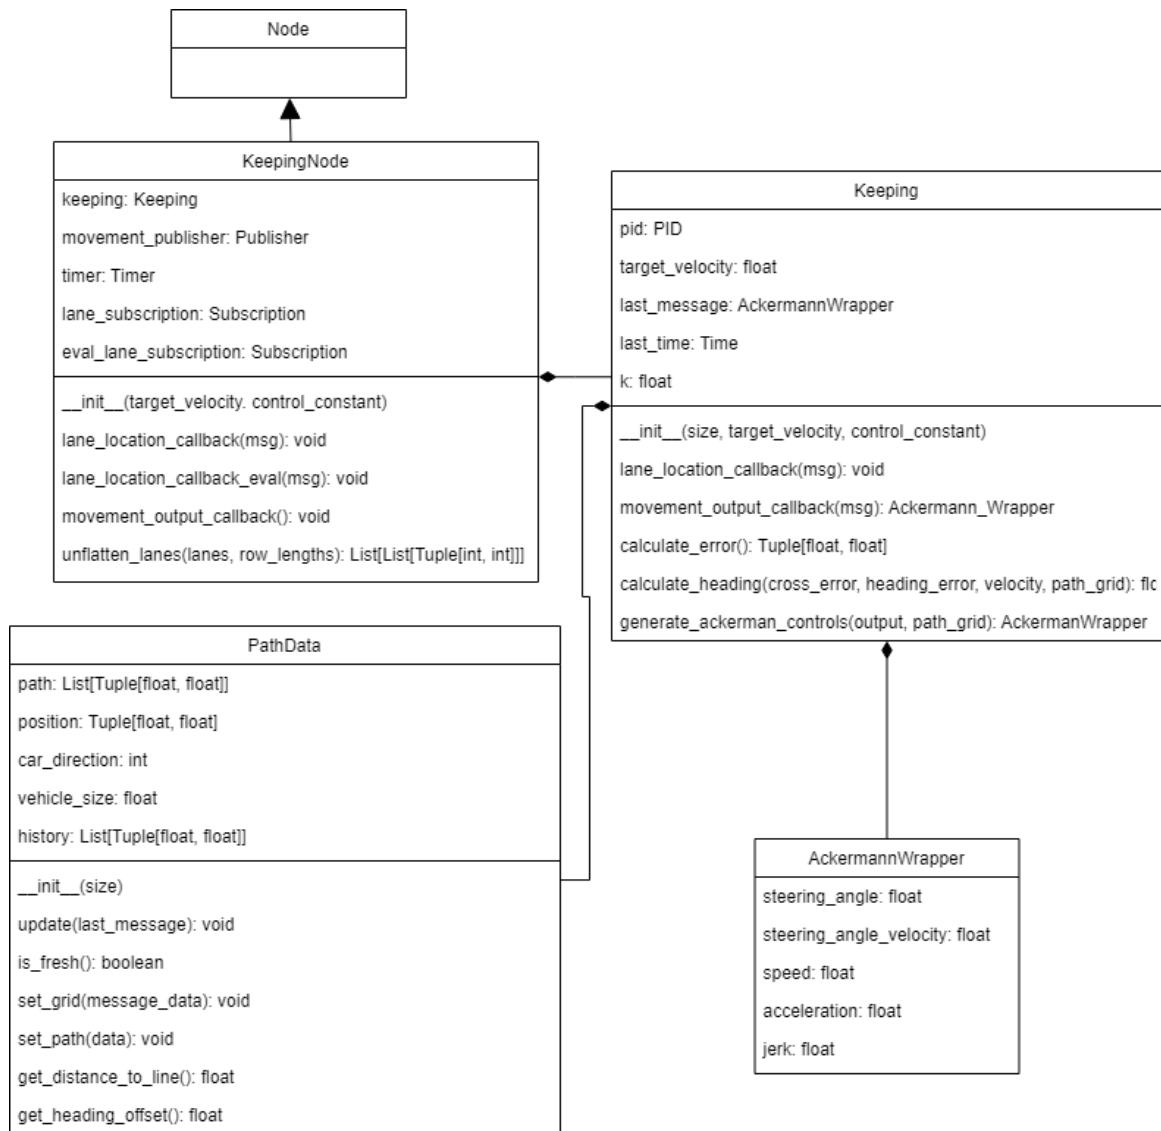 Node
KeepingNode
keeping: Keeping
movement_publisher: Publisher
timer: Timer
lane_subscription: Subscription
eval_lane_subscription: Subscription
__init__(target_velocity. control_constant)
lane_location_callback(msg): void
lane_location_callback_eval(msg): void
movement_output_callback(): void
unflatten_lanes(lanes, row_lengths): List[List[Tuple[int, int]]]
Keeping
pid: PID
target_velocity: float
last_message: AckermannWrapper
last_time: Time
k: float
__init__(size, target_velocity, control_constant)
lane_location_callback(msg): void
movement_output_callback(msg): Ackermann_Wrapper
calculate_error(): Tuple[float, float]
calculate_heading(cross_error, heading_error, velocity, path_grid): flc
generate_ackerman_controls(output, path_grid): AckermanWrapper
PathData
path: List[Tuple[float, float]]
position: Tuple[float, float]
car_direction: int
vehicle_size: float
history: List[Tuple[float, float]]
__init__(size)
update(last_message): void
is_fresh(): boolean
set_grid(message_data): void
set_path(data): void
get_distance_to_line(): float
get_heading_offset(): float
AckermannWrapper
steering_angle: float
steering_angle_velocity: float
speed: float
acceleration: float
jerk: float